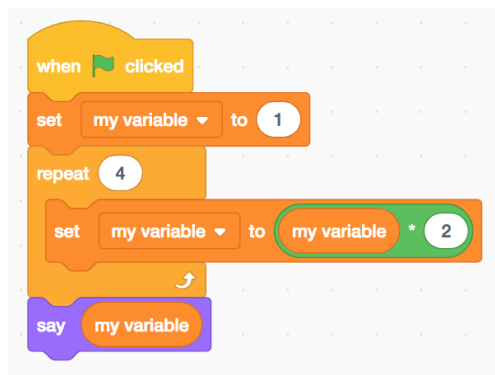 when clicked
set my variable to 1
repeat 4
set my variable to my variable * 2
say my variable